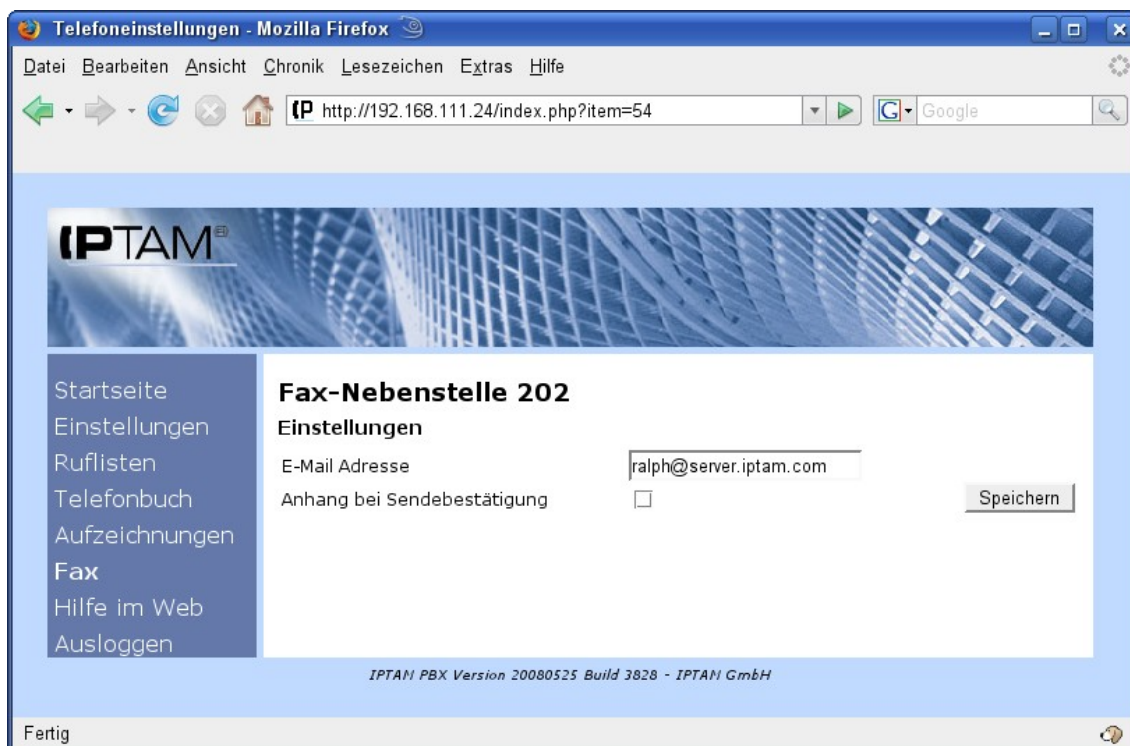 Telefoneinstellungen - Mozilla Firefox
Datei Bearbeiten Ansicht Chronik Lesezeichen Extras Hilfe
http://192.168.111.24/index.php?item=54
Google
IPTAM®
Startseite
Einstellungen
Ruflisten
Telefonbuch
Aufzeichnungen
Fax
Hilfe im Web
Ausloggen
Fax-Nebenstelle 202
Einstellungen
E-Mail Adresse ralph@server.iptam.com
Anhang bei Sendebestätigung Speichern
IPTAM PBX Version 20080525 Build 3828 - IPTAM GmbH
Fertig